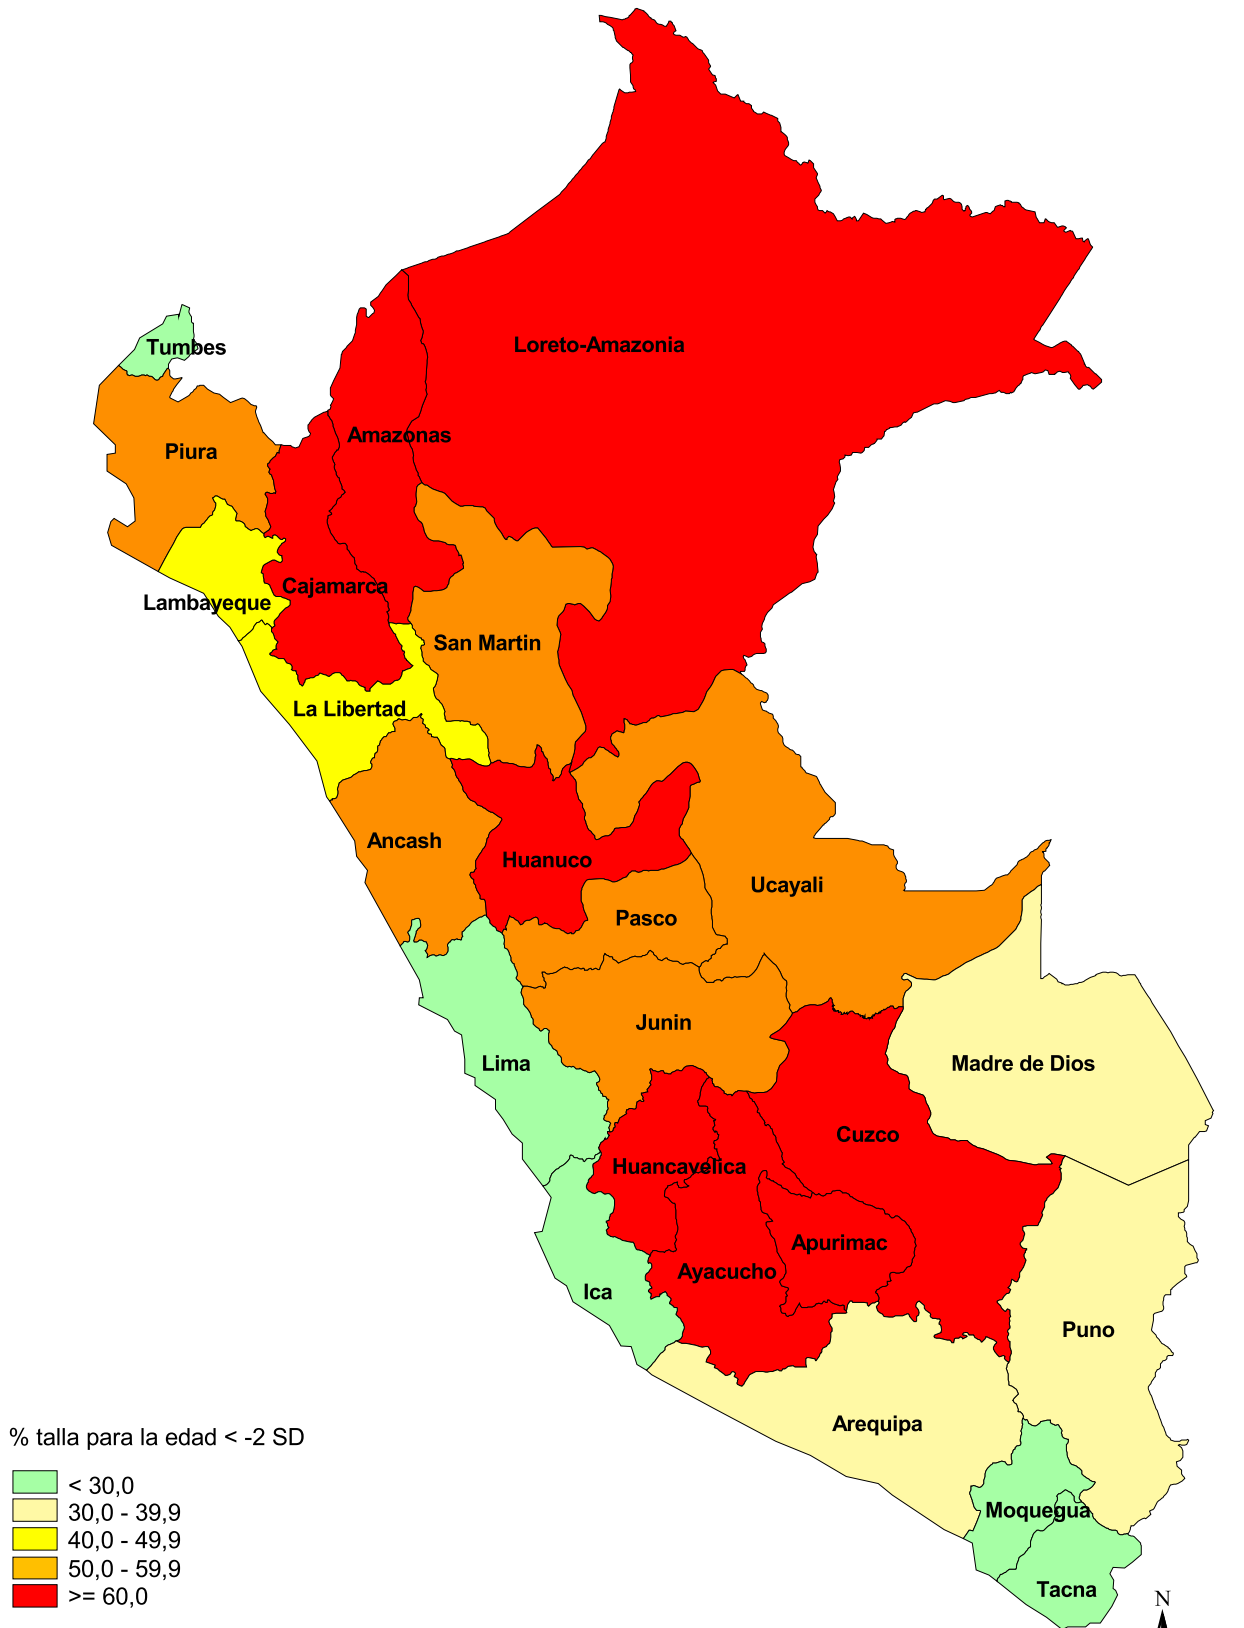 Tumbes
Loreto-Amazonia
Amazonas
Piura
Cajamarca
Lambayeque
San Martin
La Libertad
Ancash
Huanuco
Ucayali
Pasco
Junin
Lima
Madre de Dios
Cuzco
Huancavelica
Apurimac
Ayacucho
Ica
Puno
Arequipa
Moquegua
Tacna
% talla para la edad < -2 SD
< 30,0
30,0 - 39,9
40,0 - 49,9
50,0 - 59,9
>= 60,0
N